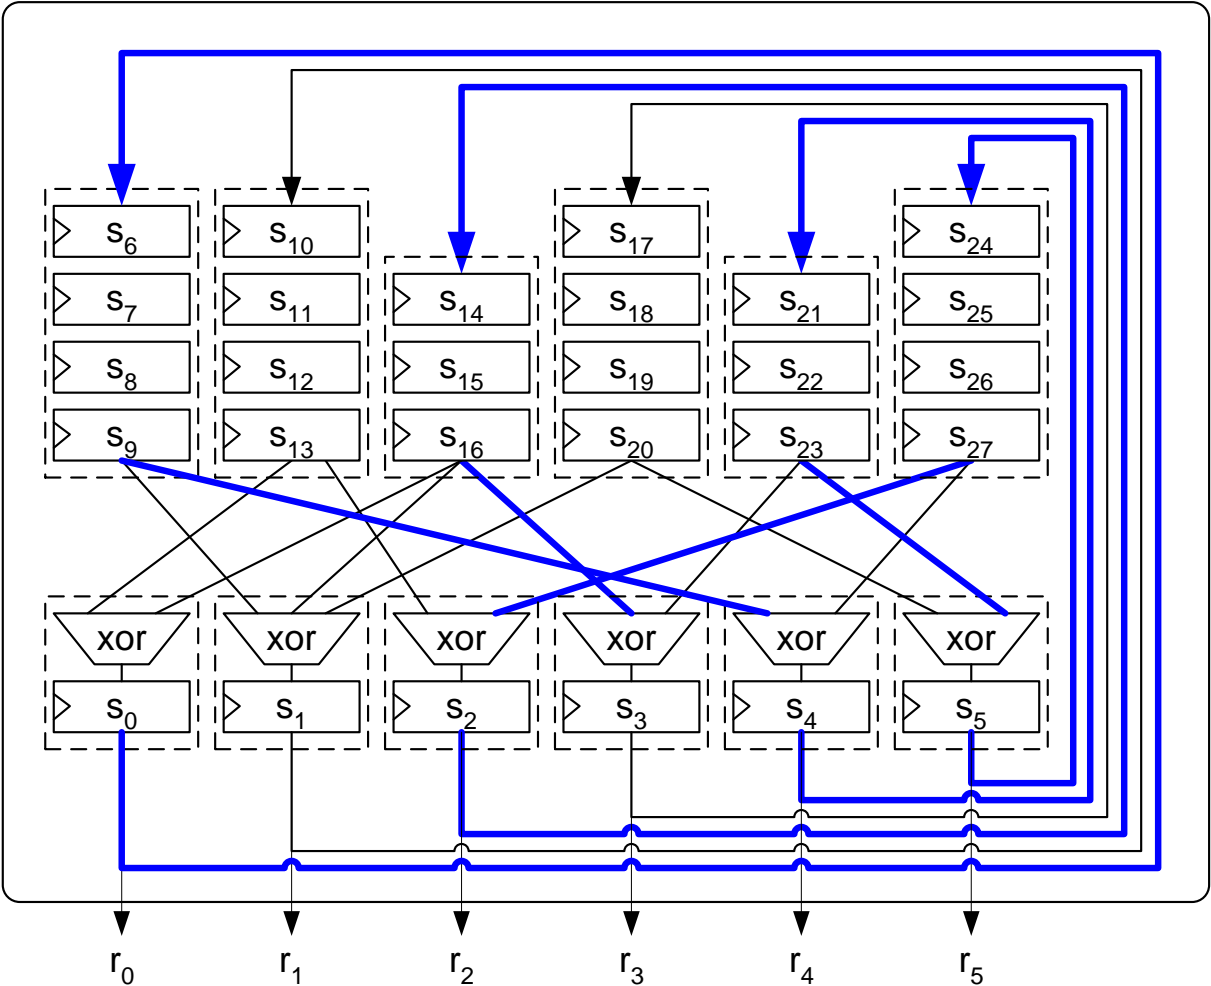 s6 s10 s17 s24
s7 s11 s14 s18 s21 s25
s8 s12 s15 s19 s22 s26
s9 s13 s16 s20 s23 s27
xor xor xor xor xor xor
s0 s1 s2 s3 s4 s5
r0 r1 r2 r3 r4 r5